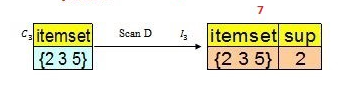 7
C3 itemset Scan D l3 itemset sup
{2 3 5} {2 3 5} 2